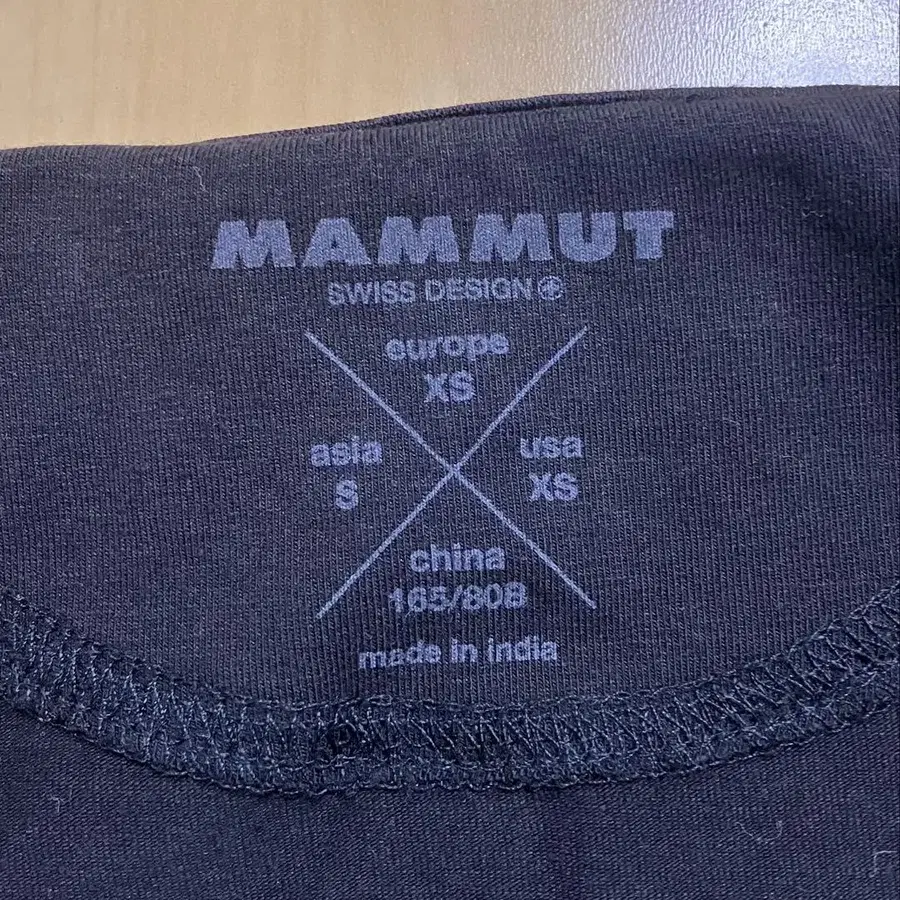 MAMMUT
SWISS DESIGN
europe
XS
asia
S
usa
XS
china
165/80B
made in india